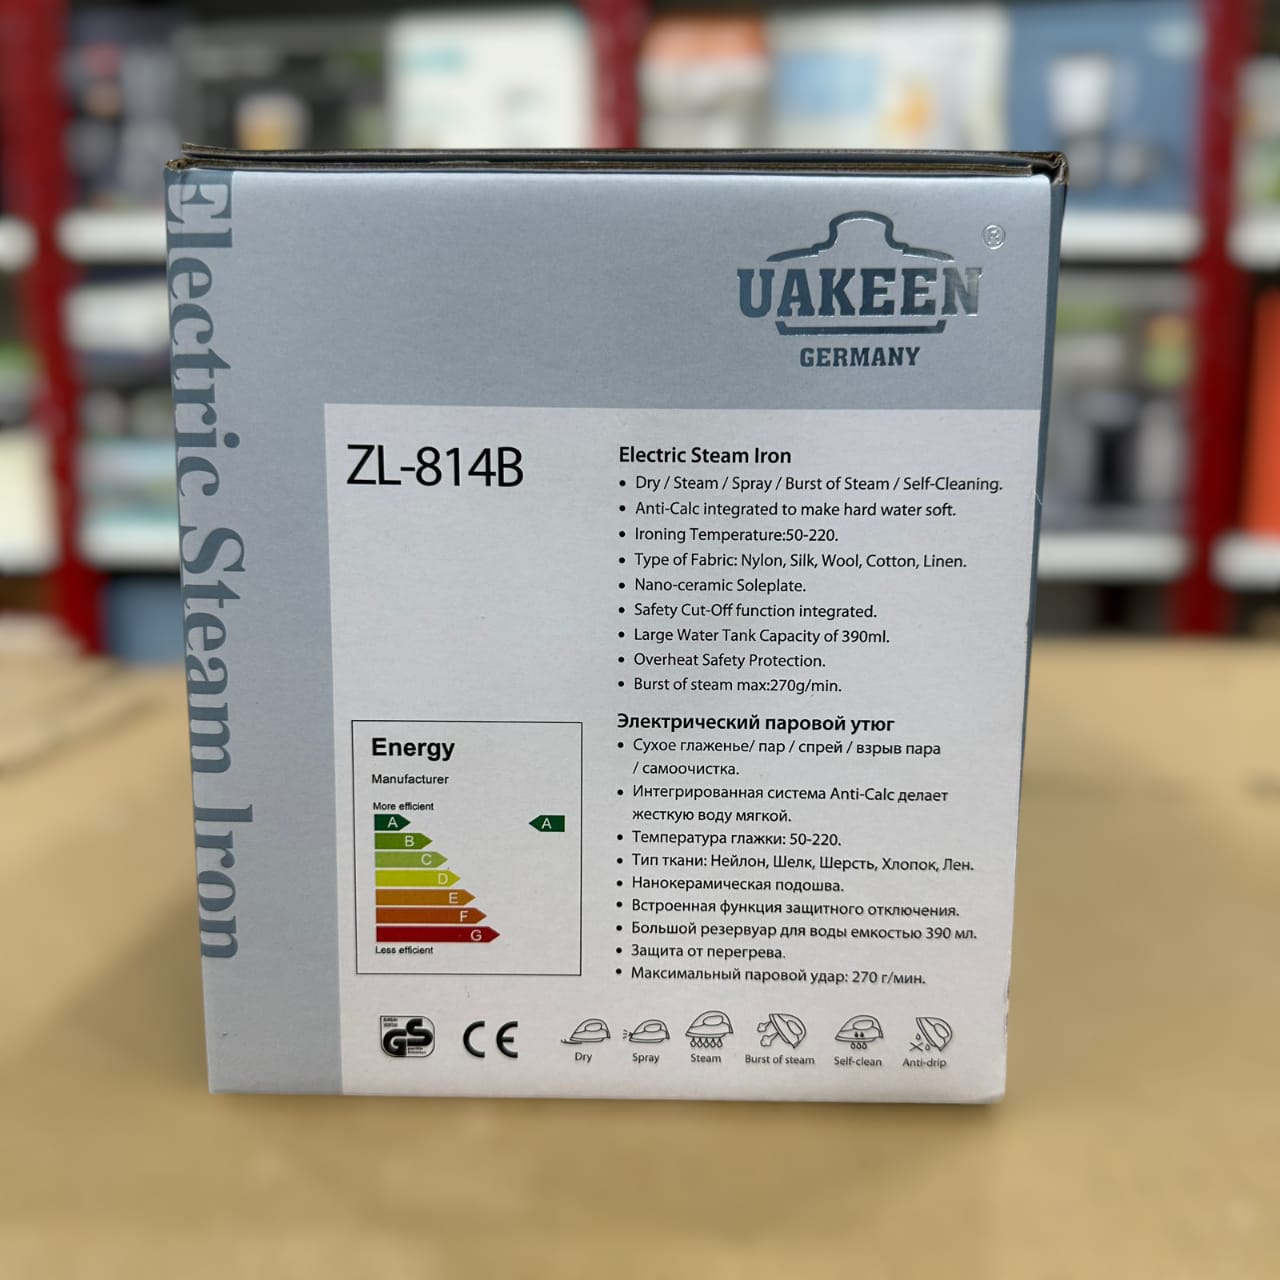 Electric Steam Iron
UAKEEN ®
GERMANY
ZL-814B
Electric Steam Iron
• Dry / Steam / Spray / Burst of Steam / Self-Cleaning.
• Anti-Calc integrated to make hard water soft.
• Ironing Temperature:50-220.
• Type of Fabric: Nylon, Silk, Wool, Cotton, Linen.
• Nano-ceramic Soleplate.
• Safety Cut-Off function integrated.
• Large Water Tank Capacity of 390ml.
• Overheat Safety Protection.
• Burst of steam max:270g/min.
Электрический паровой утюг
• Сухое глаженье/ пар / спрей / взрыв пара
/ самоочистка.
• Интегрированная система Anti-Calc делает
жесткую воду мягкой.
• Температура глажки: 50-220.
• Тип ткани: Нейлон, Шелк, Шерсть, Хлопок, Лен.
• Нанокерамическая подошва.
• Встроенная функция защитного отключения.
• Большой резервуар для воды емкостью 390 мл.
• Защита от перегрева.
• Максимальный паровой удар: 270 г/мин.
Energy
Manufacturer
More efficient
A A
B
C
D
E
F
G
Less efficient
GS CE
Dry Spray Steam Burst of steam Self-clean Anti-drip